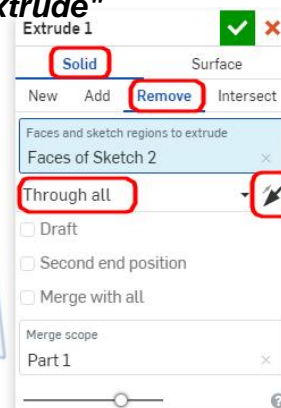 xtrude"
Extrude 1
Solid Surface
New Add Remove Intersect
Faces and sketch regions to extrude
Faces of Sketch 2
Through all
Draft
Second end position
Merge with all
Merge scope
Part 1